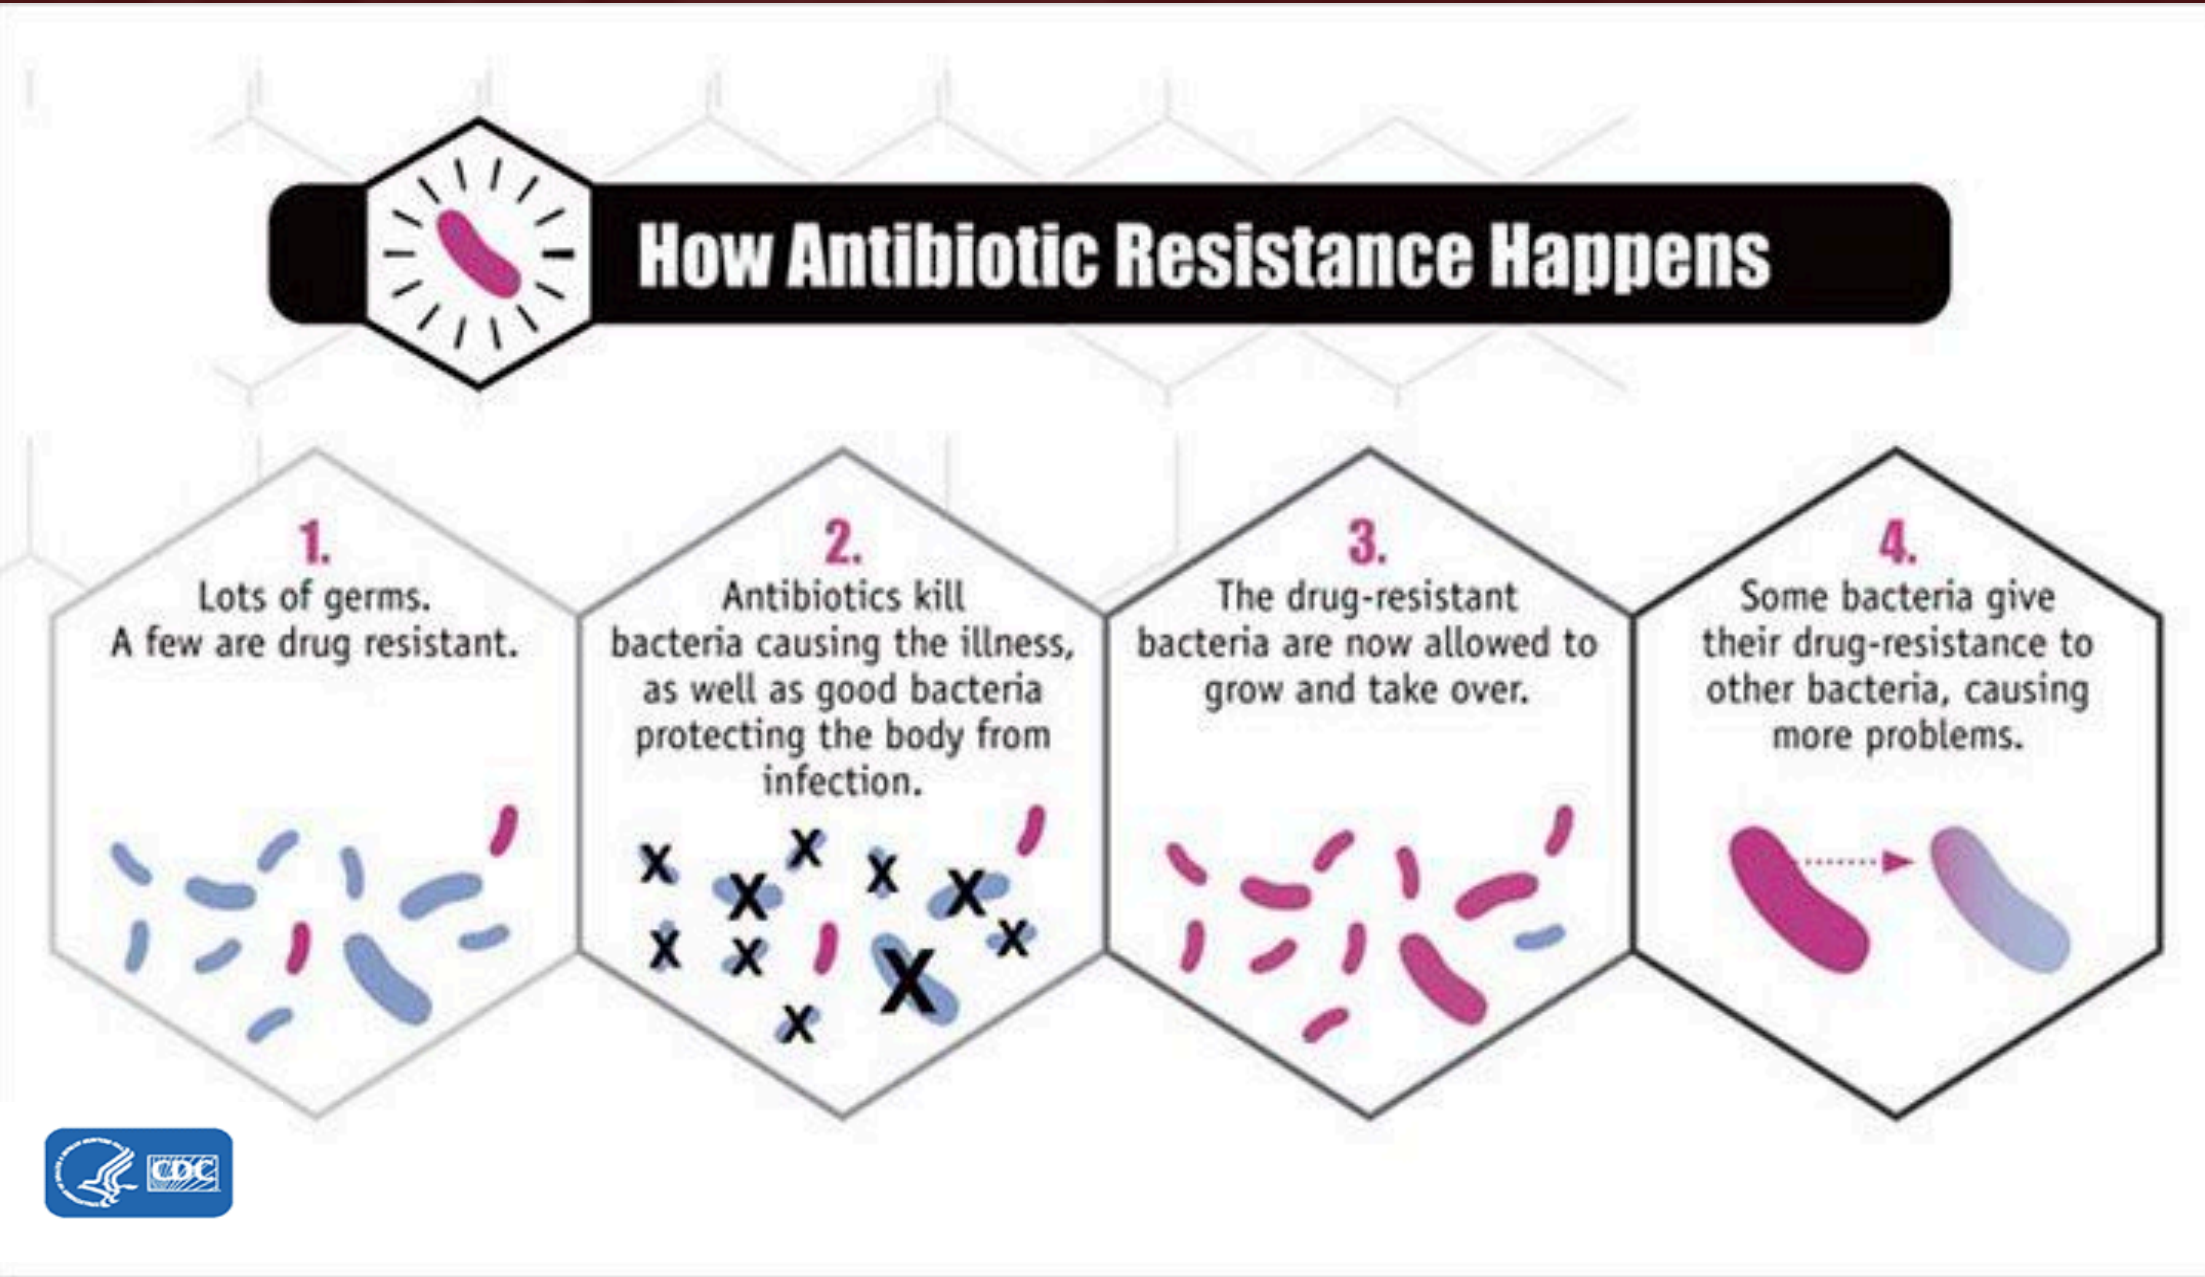 How Antibiotic Resistance Happens
1.
Lots of germs.
A few are drug resistant.
2.
Antibiotics kill
bacteria causing the illness,
as well as good bacteria
protecting the body from
infection.
3.
The drug-resistant
bacteria are now allowed to
grow and take over.
4.
Some bacteria give
their drug-resistance to
other bacteria, causing
more problems.
CDC